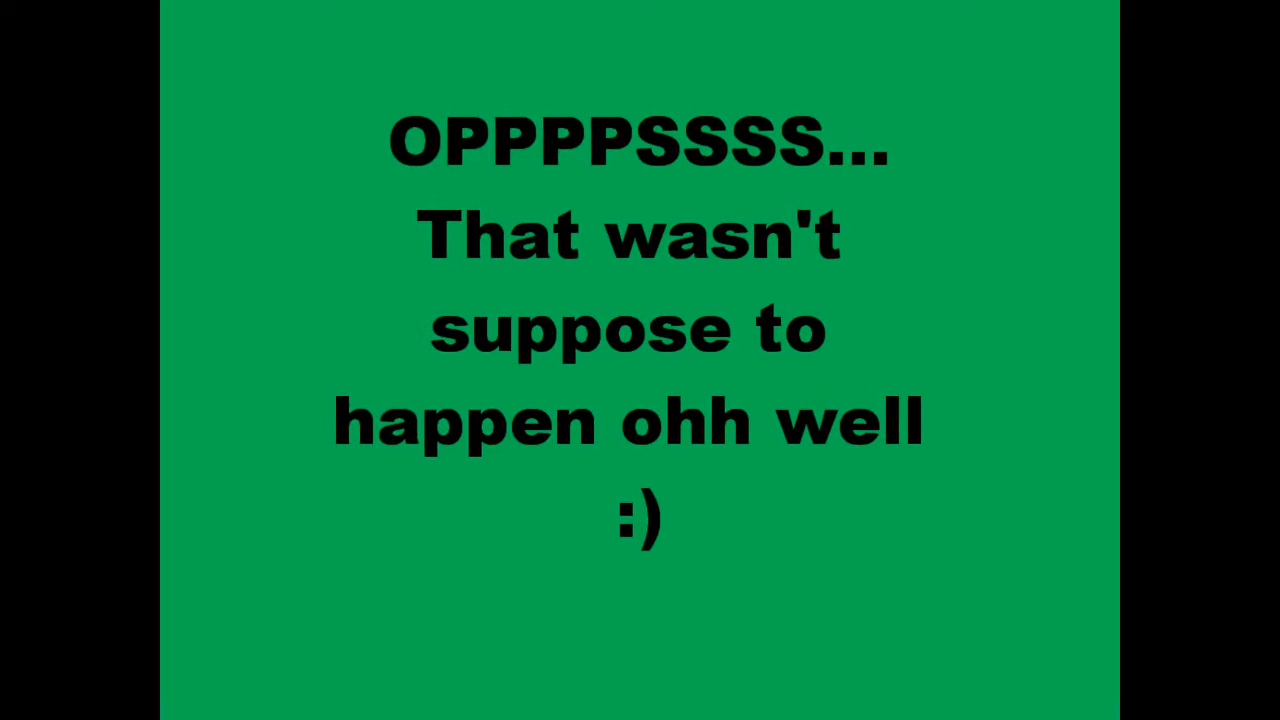 OPPPPSSSS...
That wasn't
suppose to
happen ohh well
:)